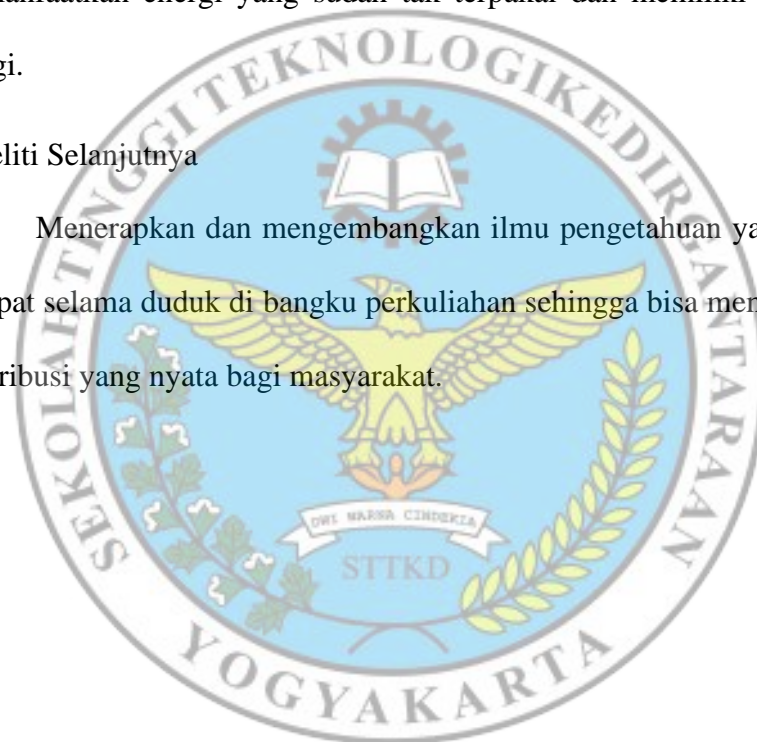 energi yang sudah tak terpakai dan memiliki
gi.
eliti Selanjutnya
Menerapkan dan mengembangkan ilmu pengetahuan ya
pat selama duduk di bangku perkuliahan sehingga bisa men
ribusi yang nyata bagi masyarakat.
SEKOLAH TINGGI TEKNOLOGI KEDIRGANTARAAN
DWI WARNA CINDEKIA
STTKD
YOGYAKARTA